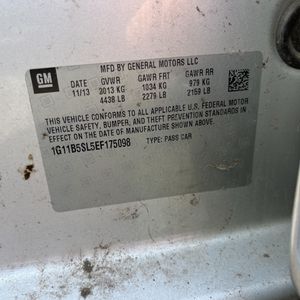 GM
MFD BY GENERAL MOTORS LLC
DATE GVWR GAWR FRT GAWR RR
11/13 2013 KG 1034 KG 979 KG
4438 LB 2279 LB 2159 LB
THIS VEHICLE CONFORMS TO ALL APPLICABLE U.S. FEDERAL MOTOR
VEHICLE SAFETY, BUMPER, AND THEFT PREVENTION STANDARDS IN
EFFECT ON THE DATE OF MANUFACTURE SHOWN ABOVE.
1G11B5SL5EF175098 TYPE: PASS CAR